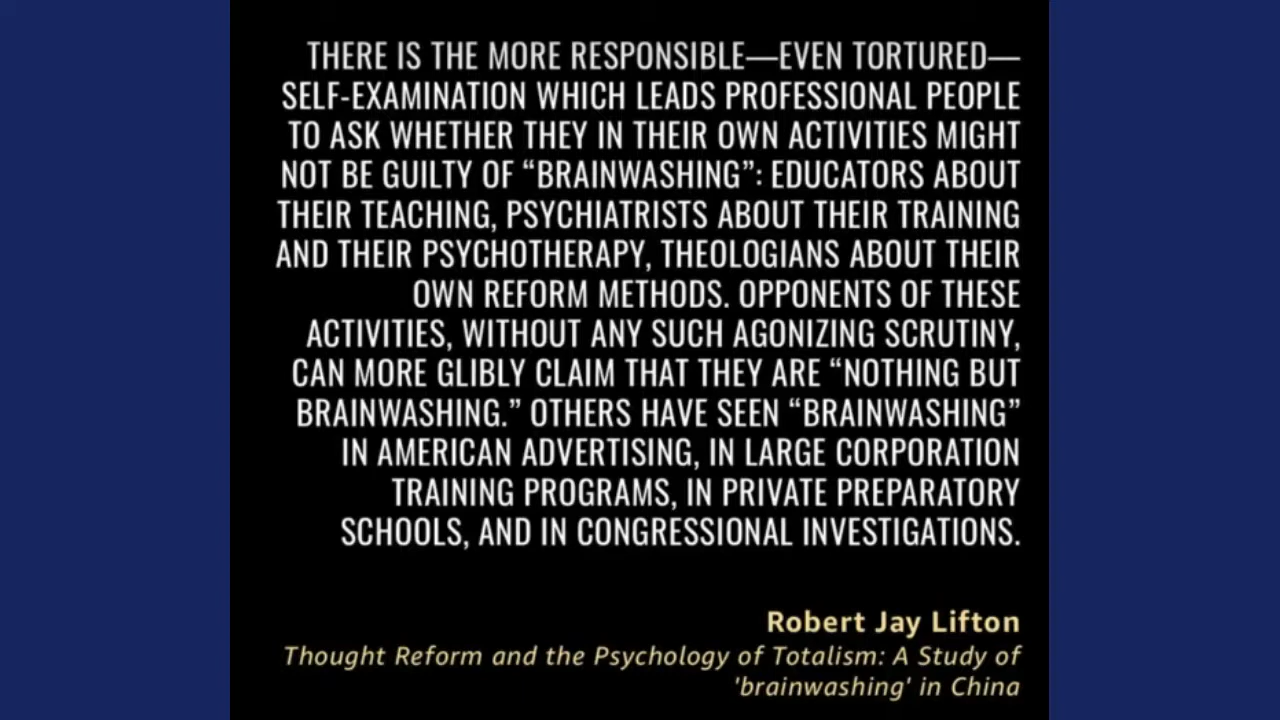 THERE IS THE MORE RESPONSIBLE—EVEN TORTURED—
SELF-EXAMINATION WHICH LEADS PROFESSIONAL PEOPLE
TO ASK WHETHER THEY IN THEIR OWN ACTIVITIES MIGHT
NOT BE GUILTY OF “BRAINWASHING”: EDUCATORS ABOUT
THEIR TEACHING, PSYCHIATRISTS ABOUT THEIR TRAINING
AND THEIR PSYCHOTHERAPY, THEOLOGIANS ABOUT THEIR
OWN REFORM METHODS. OPPONENTS OF THESE
ACTIVITIES, WITHOUT ANY SUCH AGONIZING SCRUTINY,
CAN MORE GLIBLY CLAIM THAT THEY ARE “NOTHING BUT
BRAINWASHING.” OTHERS HAVE SEEN “BRAINWASHING”
IN AMERICAN ADVERTISING, IN LARGE CORPORATION
TRAINING PROGRAMS, IN PRIVATE PREPARATORY
SCHOOLS, AND IN CONGRESSIONAL INVESTIGATIONS.
Robert Jay Lifton
Thought Reform and the Psychology of Totalism: A Study of
'brainwashing' in China